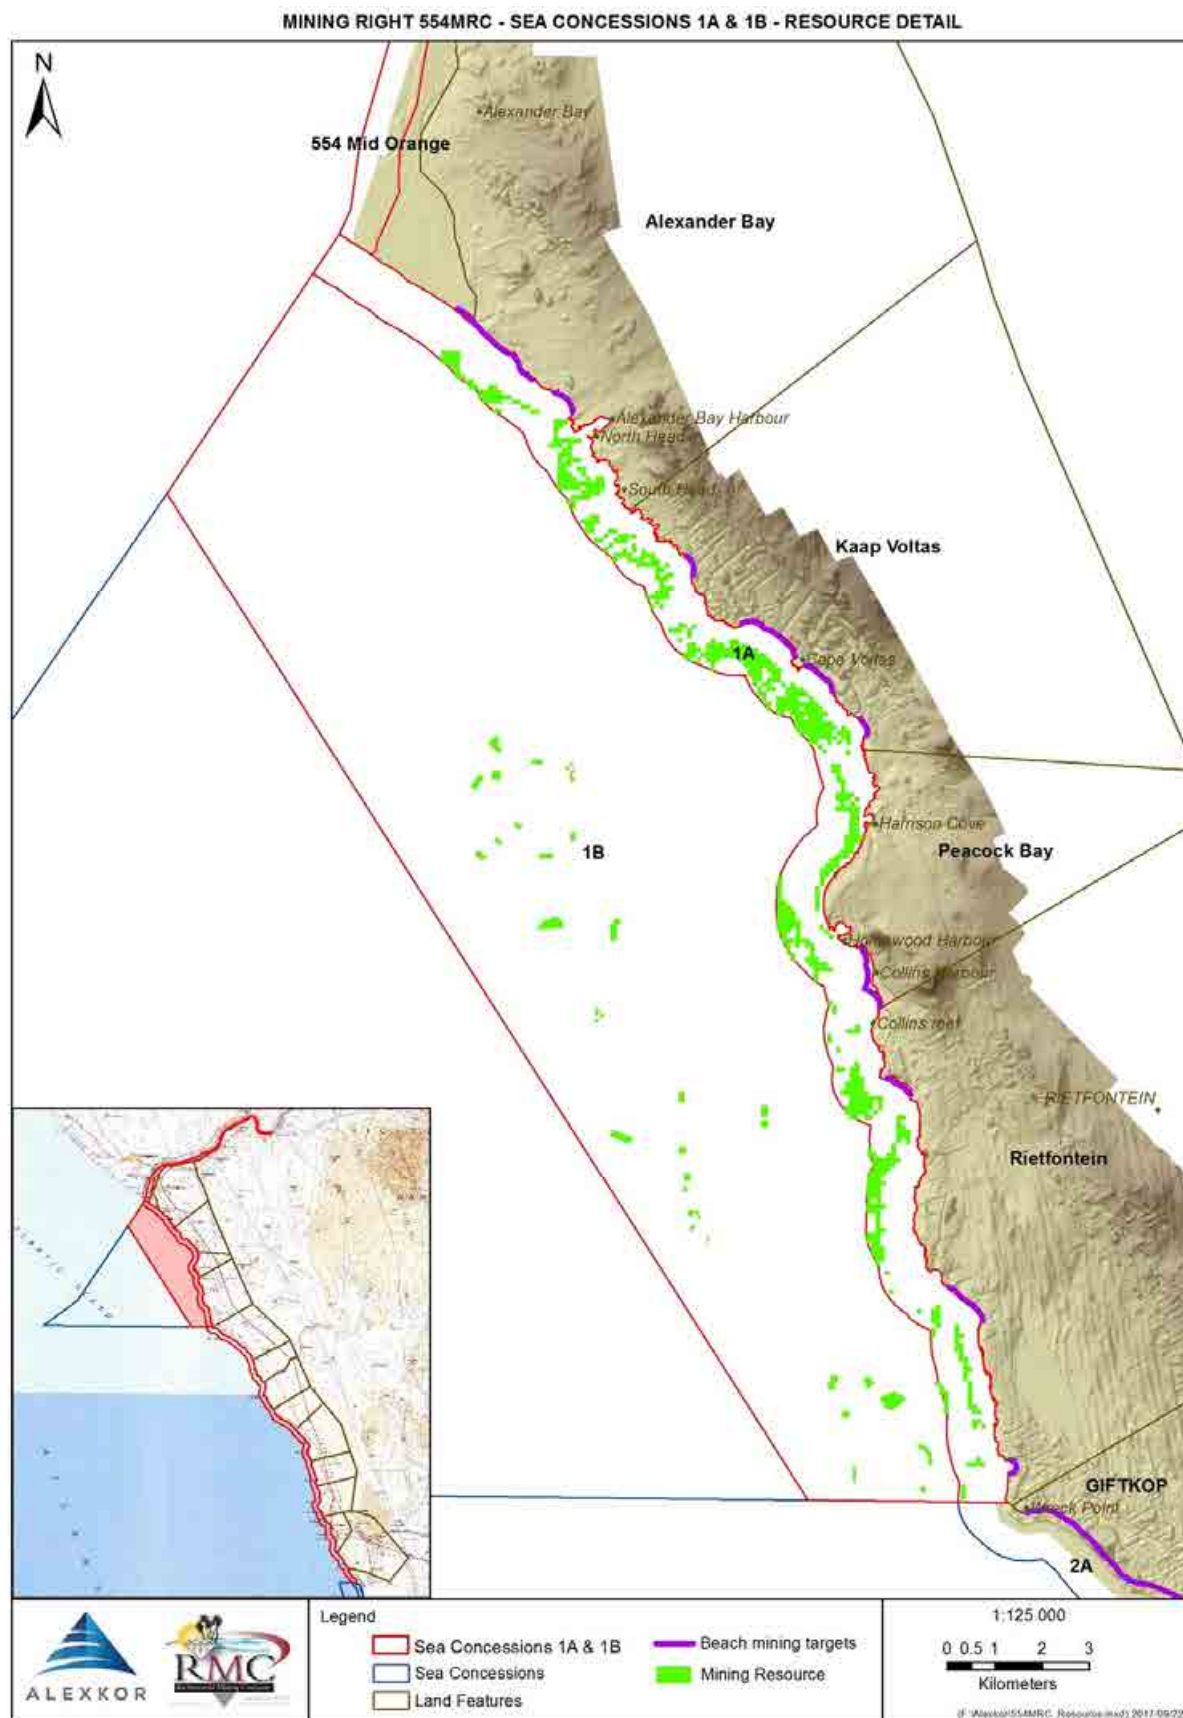 MINING RIGHT 554MRC - SEA CONCESSIONS 1A & 1B - RESOURCE DETAIL
N
Alexander Bay
554 Mid Orange
Alexander Bay
Alexander Bay Harbour
North Head
South Head
Kaap Voltas
1A
Cape Voltas
Harrison Cove
1B
Peacock Bay
Homewood Harbour
Collins Harbour
Collins reef
RIETFONTEIN
Rietfontein
GIFTKOP
Wreck Point
2A
ALEXKOR
RMC
Legend
Sea Concessions 1A & 1B
Sea Concessions
Land Features
Beach mining targets
Mining Resource
1:125.000
0 0.5 1 2 3
Kilometers